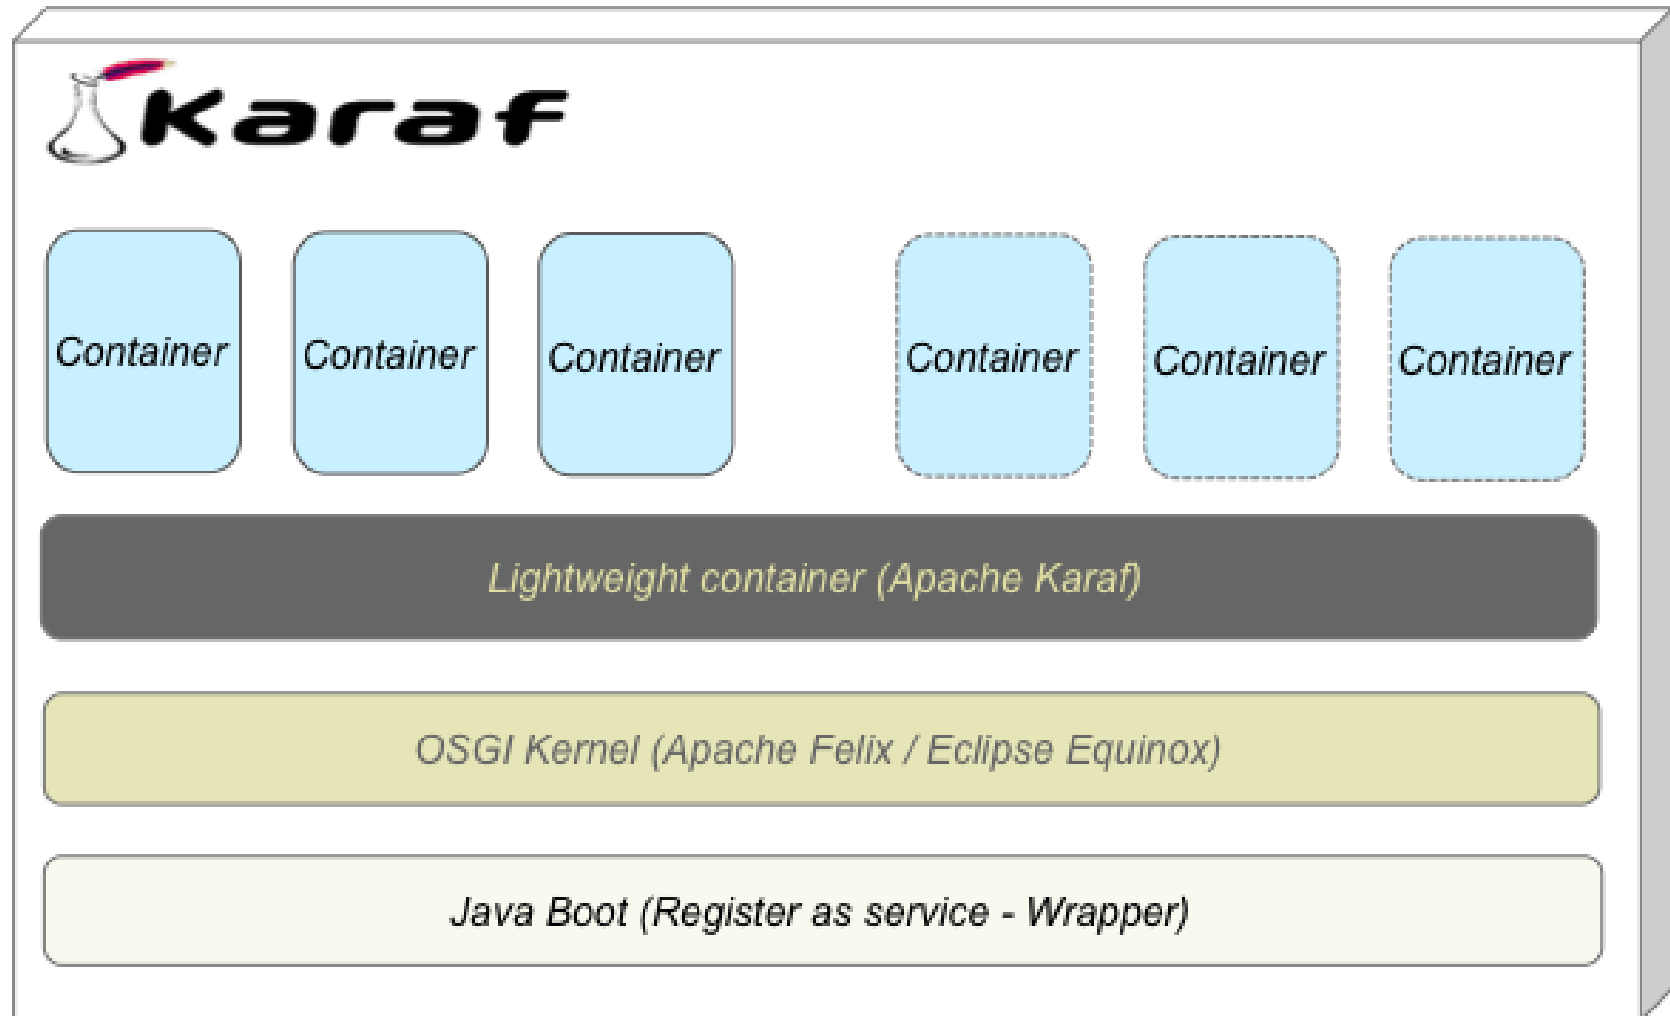 Karaf
Container
Container
Container
Container
Container
Container
Lightweight container (Apache Karaf)
OSGI Kernel (Apache Felix / Eclipse Equinox)
Java Boot (Register as service - Wrapper)